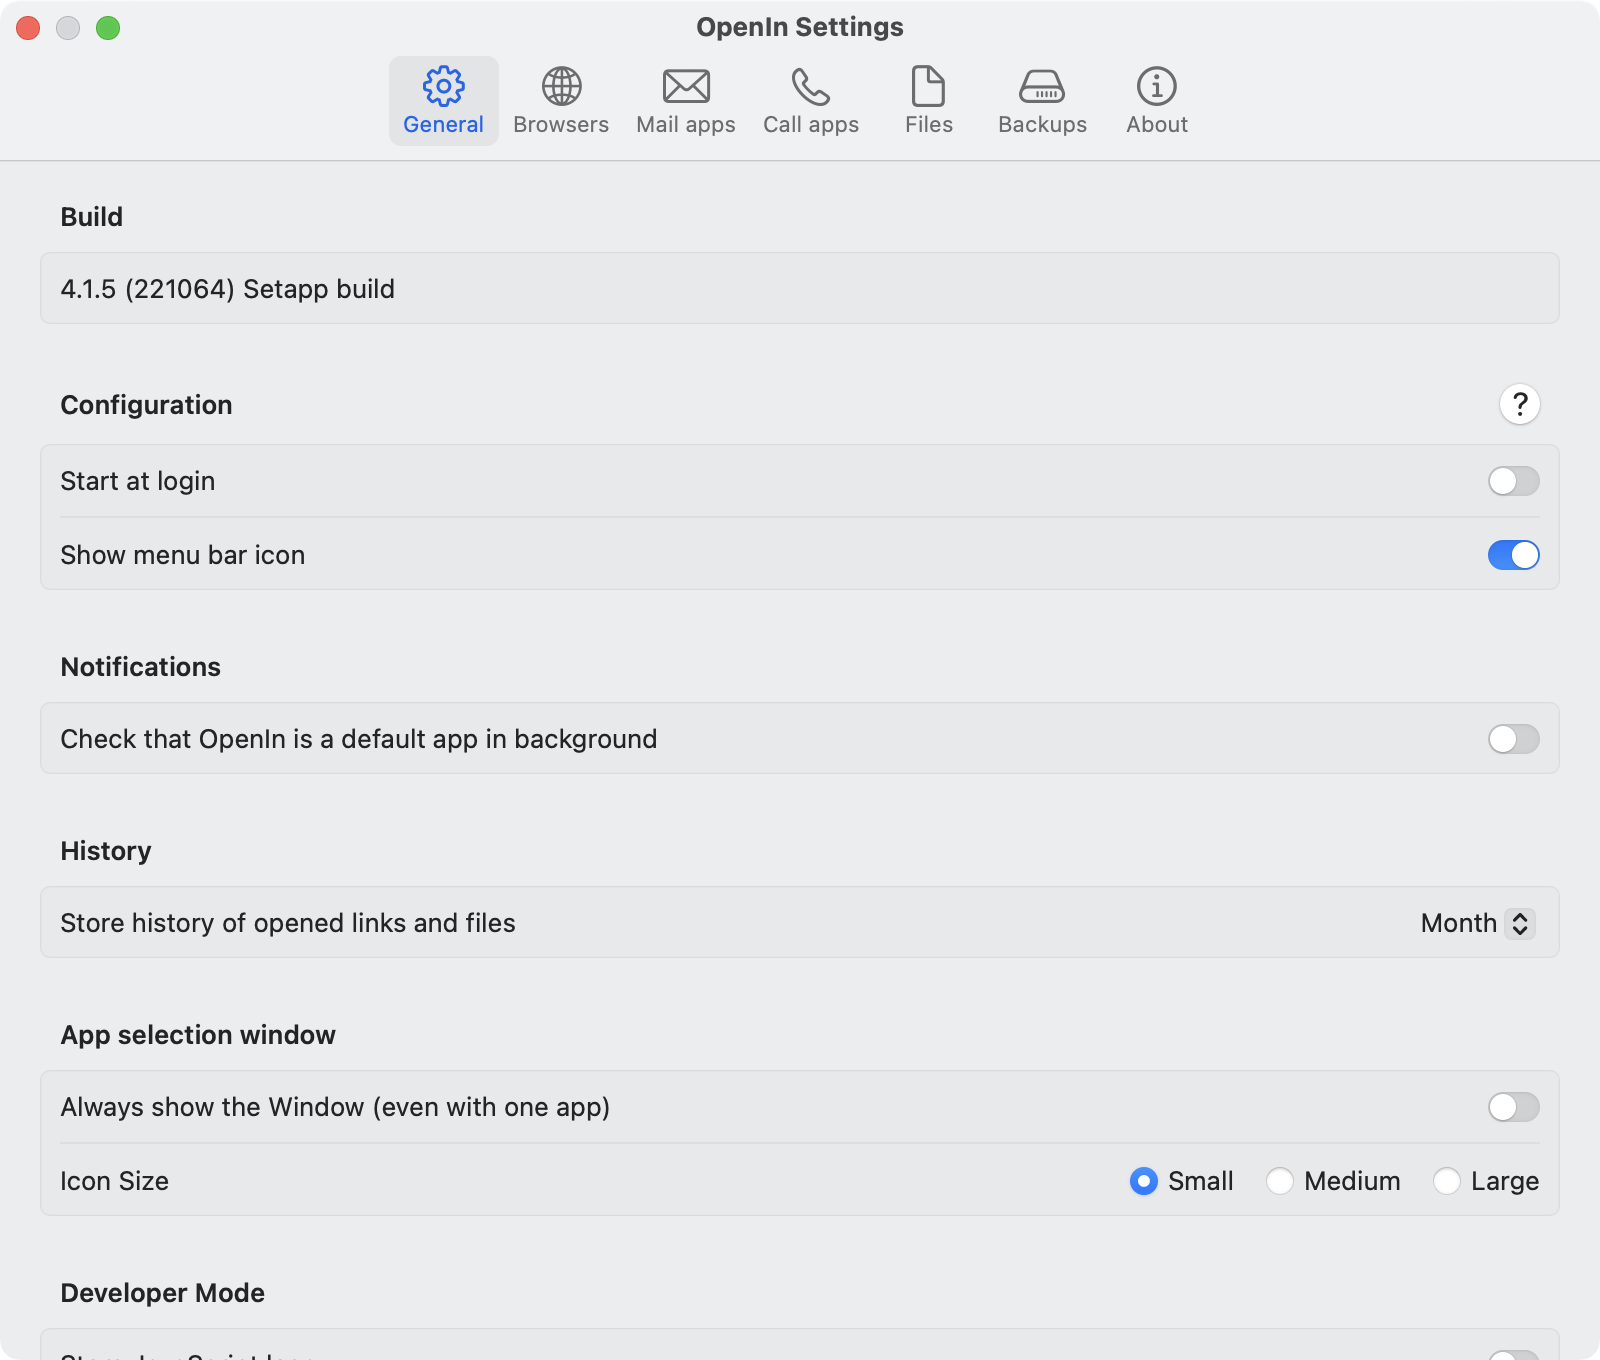 OpenIn Settings
General Browsers Mail apps Call apps Files Backups About
Build
4.1.5 (221064) Setapp build
Configuration ?
Start at login
Show menu bar icon
Notifications
Check that OpenIn is a default app in background
History
Store history of opened links and files Month
App selection window
Always show the Window (even with one app)
Icon Size Small Medium Large
Developer Mode